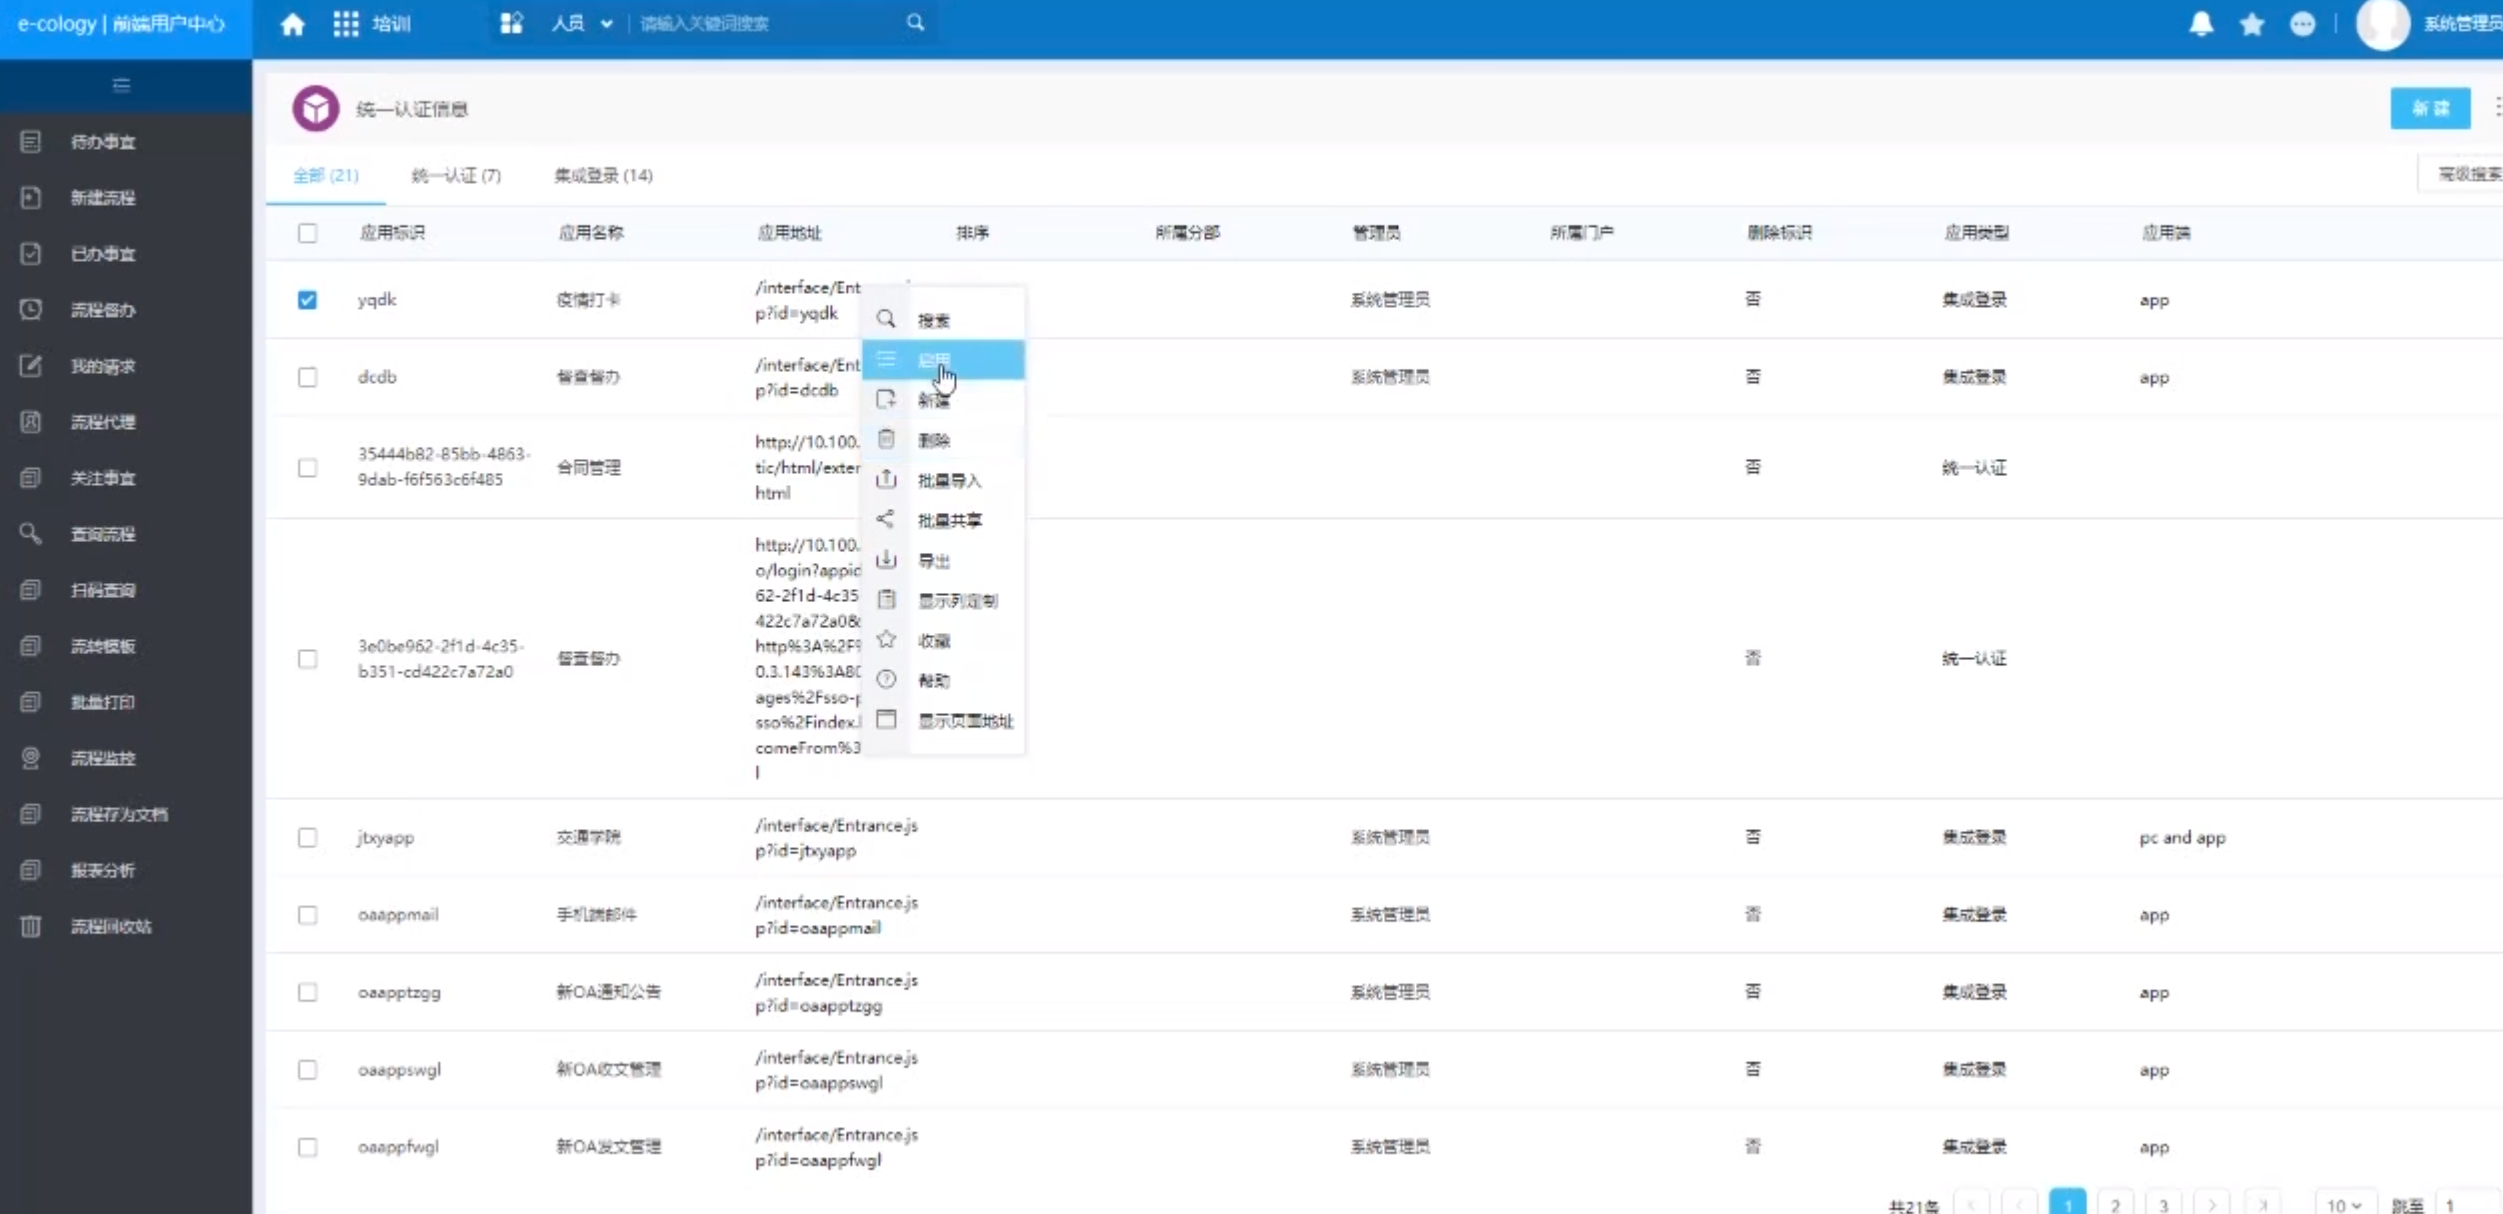 e-cology | 前端用户中心
培训
人员
请输入关键词搜索
系统管理员
待办事宜
新建流程
已办事宜
流程督办
我的请求
流程代理
关注事宜
查询流程
扫码查询
流转模板
批量打印
流程监控
流程存为文档
报表分析
流程回收站
统一认证信息
新 建
全部 (21)
统一认证 (7)
集成登录 (14)
高级搜索
应用标识 应用名称 应用地址 排序 所属分部 管理员 所属门户 删除标识 应用类型 应用端
yqdk 疫情打卡 /interface/Ent 系统管理员 否 集成登录 app
p?id=yqdk
dcdb 督查督办 /interface/Ent 系统管理员 否 集成登录 app
p?id=dcdb
35444b82-85bb-4863-
9dab-f6f563c6f485
合同管理
http://10.100.
tic/html/exter
html
否 统一认证
3e0be962-2f1d-4c35-
b351-cd422c7a72a0
督查督办
http://10.100.
o/login?appid
62-2f1d-4c35
422c7a72a0&
http%3A%2F%
0.3.143%3A80
ages%2Fsso-p
sso%2Findex.l
comeFrom%3
l
否 统一认证
搜索
启用
新建
删除
批量导入
批量共享
导出
显示列定制
收藏
帮助
显示页面地址
jtxyapp 交通学院 /interface/Entrance.js 系统管理员 否 集成登录 pc and app
p?id=jtxyapp
oaappmail 手机端邮件 /interface/Entrance.js 系统管理员 否 集成登录 app
p?id=oaappmail
oaapptzgg 新OA通知公告 /interface/Entrance.js 系统管理员 否 集成登录 app
p?id=oaapptzgg
oaappswgl 新OA收文管理 /interface/Entrance.js 系统管理员 否 集成登录 app
p?id=oaappswgl
oaappfwgl 新OA发文管理 /interface/Entrance.js 系统管理员 否 集成登录 app
p?id=oaappfwgl
共21条 1 2 3 10 跳至 1